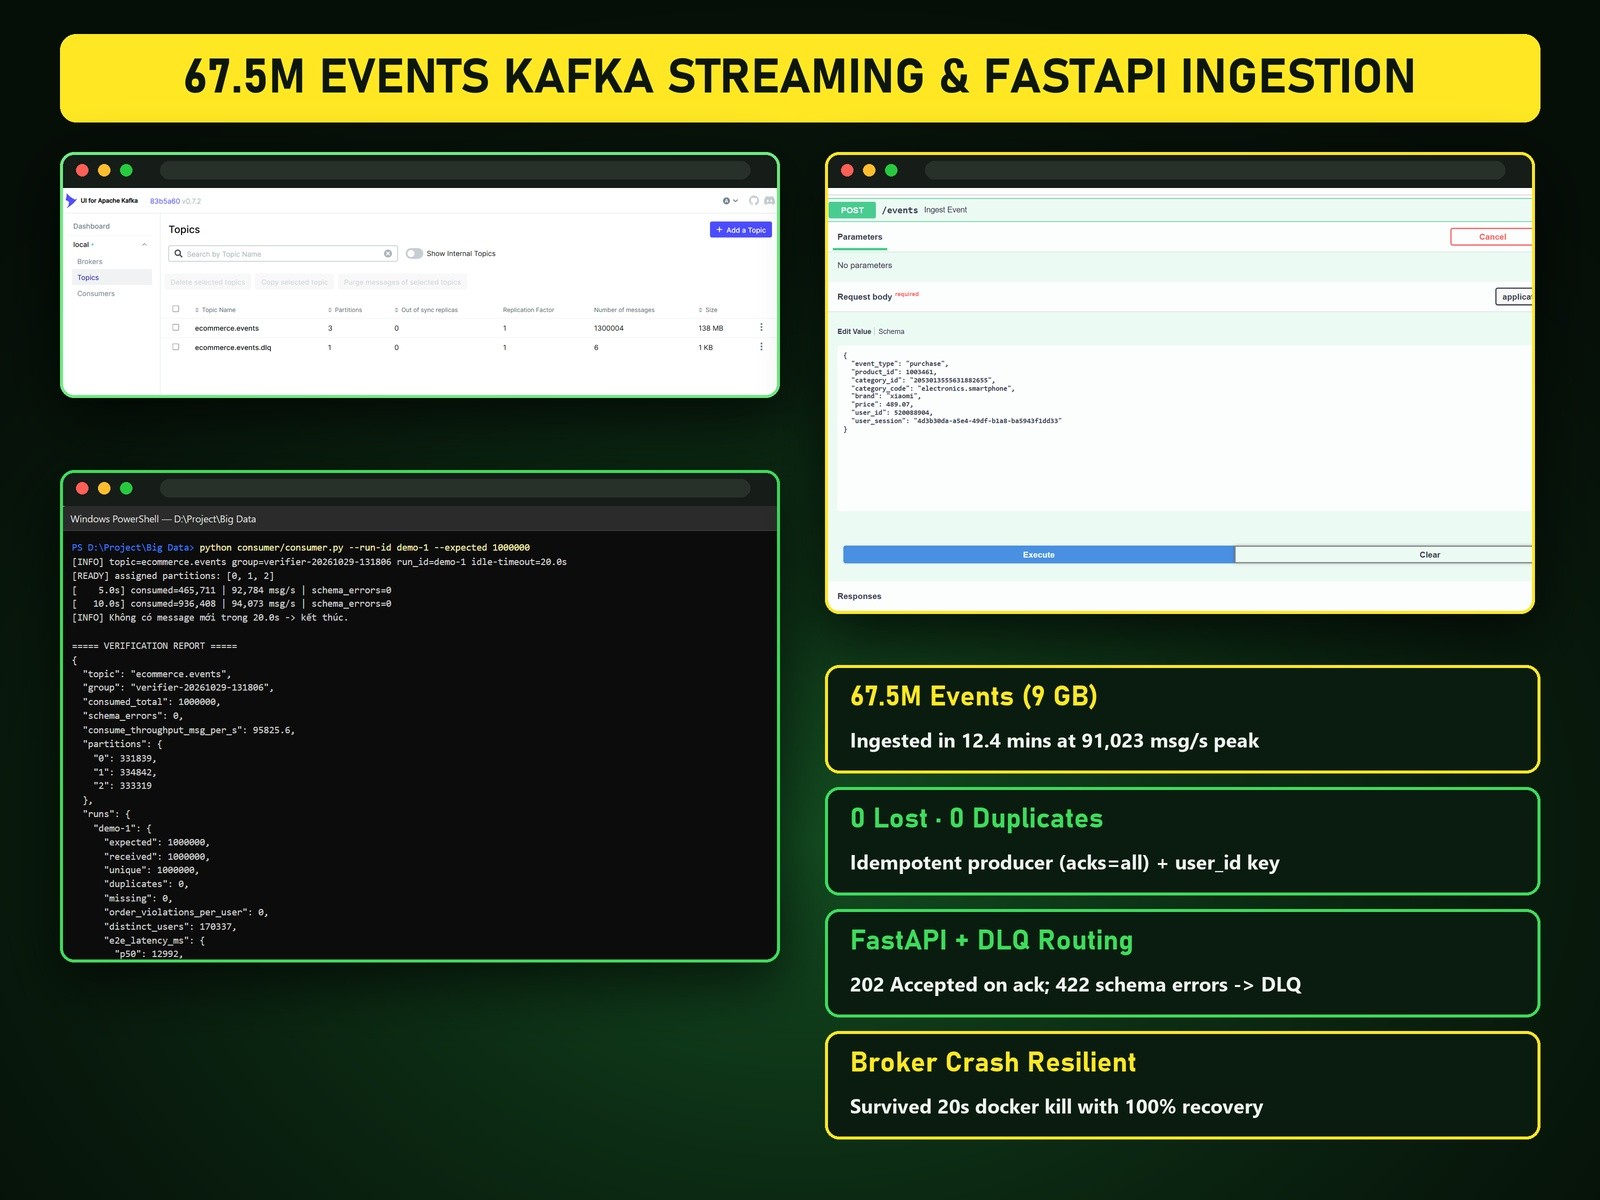 67.5M EVENTS KAFKA STREAMING & FASTAPI INGESTION
UI for Apache Kafka 83b5a60 v0.7.2
Dashboard
local
Brokers
Topics
Consumers
Topics
+ Add a Topic
Search by Topic Name
Show Internal Topics
Delete selected topics Copy selected topic Purge messages of selected topics
Topic Name Partitions Out of sync replicas Replication Factor Number of messages Size
ecommerce.events 3 0 1 1300004 138 MB
ecommerce.events.dlq 1 0 1 6 1 KB
Windows PowerShell — D:\Project\Big Data
PS D:\Project\Big Data> python consumer/consumer.py --run-id demo-1 --expected 1000000
[INFO] topic=ecommerce.events group=verifier-20261029-131806 run_id=demo-1 idle-timeout=20.0s
[READY] assigned partitions: [0, 1, 2]
[ 5.0s] consumed=465,711 | 92,784 msg/s | schema_errors=0
[ 10.0s] consumed=936,408 | 94,073 msg/s | schema_errors=0
[INFO] Không có message mới trong 20.0s -> kết thúc.
===== VERIFICATION REPORT =====
{
"topic": "ecommerce.events",
"group": "verifier-20261029-131806",
"consumed_total": 1000000,
"schema_errors": 0,
"consume_throughput_msg_per_s": 95825.6,
"partitions": {
"0": 331839,
"1": 334842,
"2": 333319
},
"runs": {
"demo-1": {
"expected": 1000000,
"received": 1000000,
"unique": 1000000,
"duplicates": 0,
"missing": 0,
"order_violations_per_user": 0,
"distinct_users": 170337,
"e2e_latency_ms": {
"p50": 12992,
POST /events Ingest Event
Parameters
Cancel
No parameters
Request body required
applicat
Edit Value | Schema
{
"event_type": "purchase",
"product_id": 1003461,
"category_id": "2053013555631882655",
"category_code": "electronics.smartphone",
"brand": "xiaomi",
"price": 489.07,
"user_id": 520088904,
"user_session": "4d3b30da-a5e4-49df-b1a8-ba5943f1dd33"
}
Execute
Clear
Responses
67.5M Events (9 GB)
Ingested in 12.4 mins at 91,023 msg/s peak
0 Lost · 0 Duplicates
Idempotent producer (acks=all) + user_id key
FastAPI + DLQ Routing
202 Accepted on ack; 422 schema errors -> DLQ
Broker Crash Resilient
Survived 20s docker kill with 100% recovery